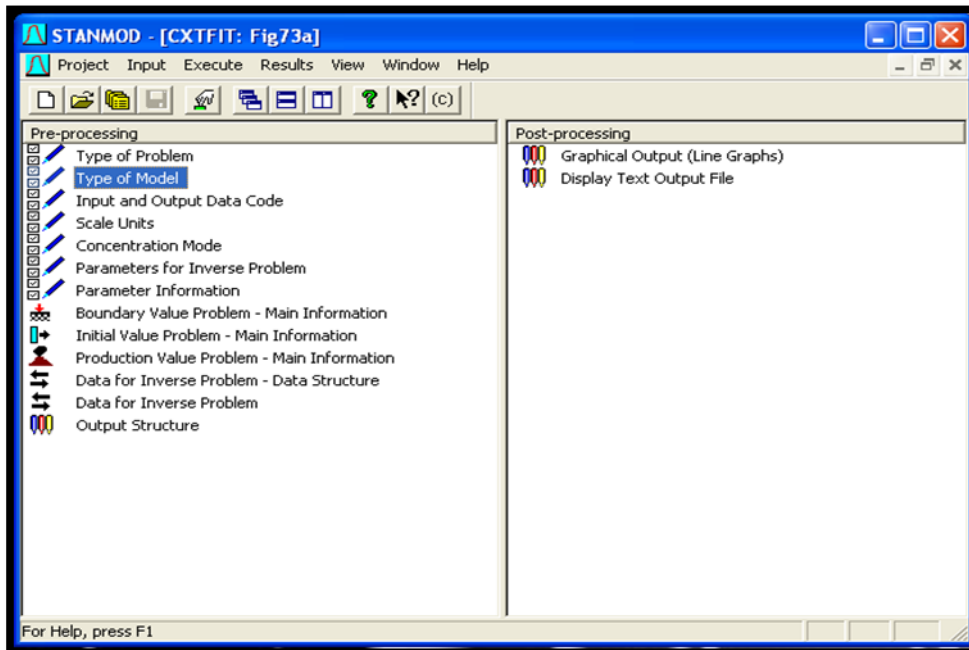 STANMOD - [CXTFIT: Fig73a]
Project Input Execute Results View Window Help
(c)
Pre-processing
Type of Problem
Type of Model
Input and Output Data Code
Scale Units
Concentration Mode
Parameters for Inverse Problem
Parameter Information
Boundary Value Problem - Main Information
Initial Value Problem - Main Information
Production Value Problem - Main Information
Data for Inverse Problem - Data Structure
Data for Inverse Problem
Output Structure
Post-processing
Graphical Output (Line Graphs)
Display Text Output File
For Help, press F1